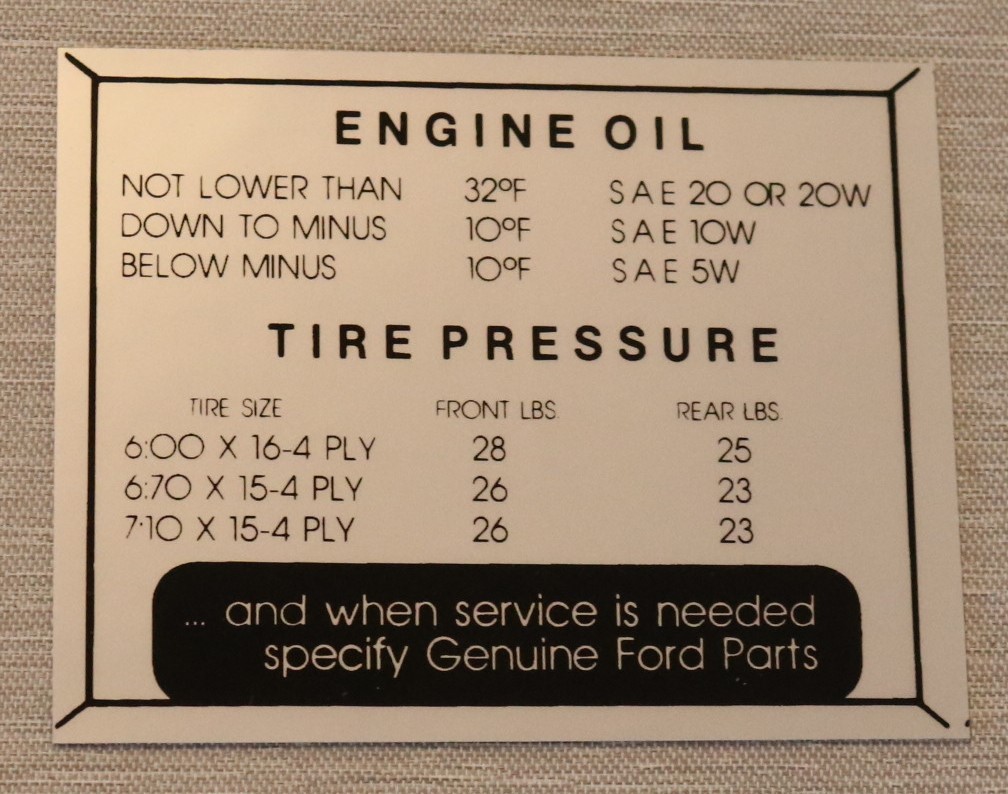 ENGINE OIL
NOT LOWER THAN 32ºF SAE 20 OR 20W
DOWN TO MINUS 10ºF SAE 10W
BELOW MINUS 10ºF SAE 5W
TIRE PRESSURE
TIRE SIZE FRONT LBS. REAR LBS.
6:00 X 16-4 PLY 28 25
6:70 X 15-4 PLY 26 23
7·10 X 15-4 PLY 26 23
... and when service is needed
specify Genuine Ford Parts